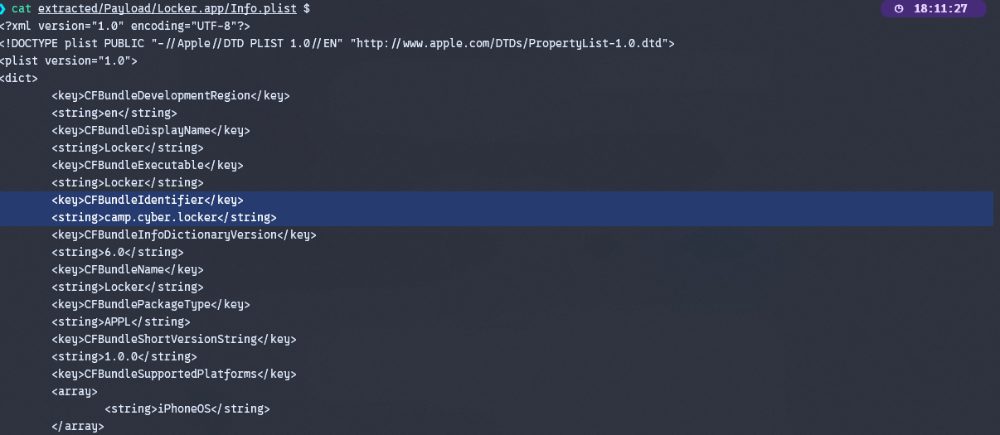 ❯ cat extracted/Payload/Locker.app/Info.plist $ 18:11:27
<?xml version="1.0" encoding="UTF-8"?>
<!DOCTYPE plist PUBLIC "-//Apple//DTD PLIST 1.0//EN" "http://www.apple.com/DTDs/PropertyList-1.0.dtd">
<plist version="1.0">
<dict>
<key>CFBundleDevelopmentRegion</key>
<string>en</string>
<key>CFBundleDisplayName</key>
<string>Locker</string>
<key>CFBundleExecutable</key>
<string>Locker</string>
<key>CFBundleIdentifier</key>
<string>camp.cyber.locker</string>
<key>CFBundleInfoDictionaryVersion</key>
<string>6.0</string>
<key>CFBundleName</key>
<string>Locker</string>
<key>CFBundlePackageType</key>
<string>APPL</string>
<key>CFBundleShortVersionString</key>
<string>1.0.0</string>
<key>CFBundleSupportedPlatforms</key>
<array>
<string>iPhoneOS</string>
</array>